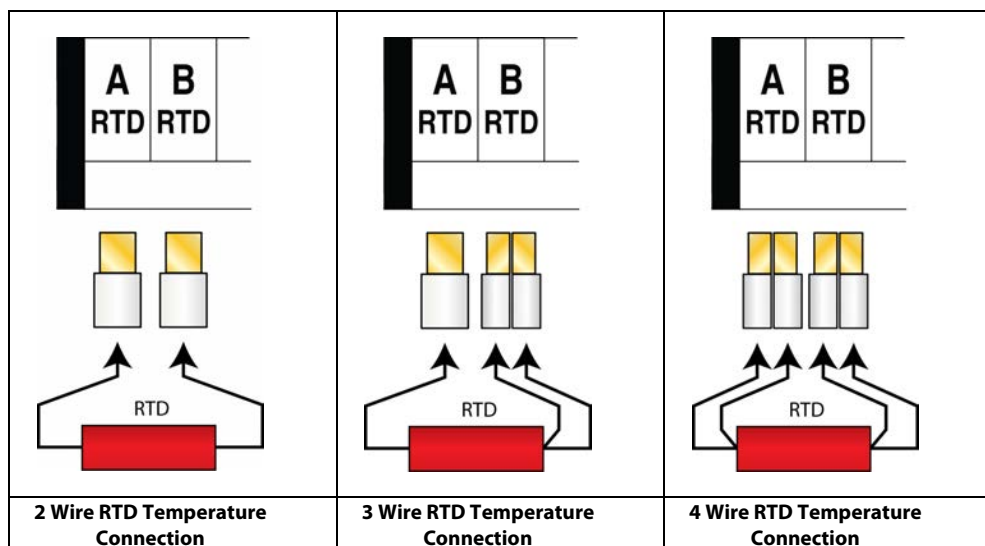 A B
RTD RTD
RTD
2 Wire RTD Temperature
Connection
A B
RTD RTD
RTD
3 Wire RTD Temperature
Connection
A B
RTD RTD
RTD
4 Wire RTD Temperature
Connection